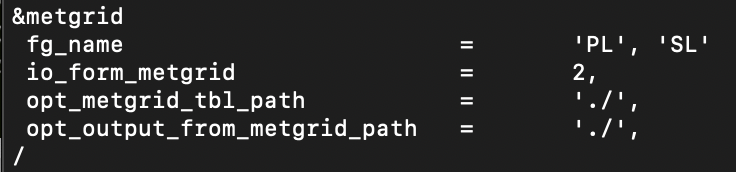 &metgrid
 fg_name                         =       'PL', 'SL'
 io_form_metgrid                 =       2,
 opt_metgrid_tbl_path            =       './',
 opt_output_from_metgrid_path    =       './',
/